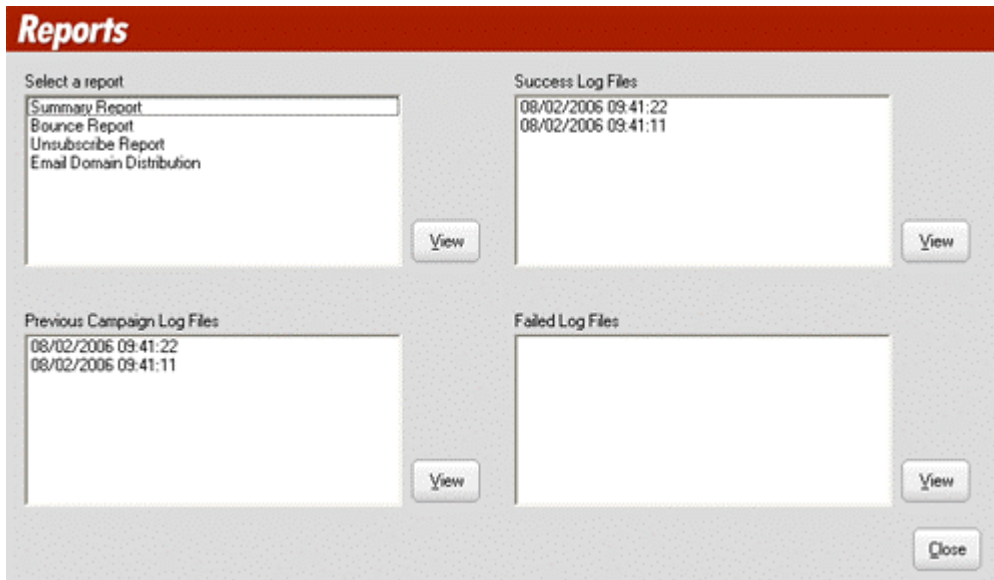 Reports
Select a report
Summary Report
Bounce Report
Unsubscribe Report
Email Domain Distribution
View
Success Log Files
08/02/2006 09:41:22
08/02/2006 09:41:11
View
Previous Campaign Log Files
08/02/2006 09:41:22
08/02/2006 09:41:11
View
Failed Log Files
View
Close